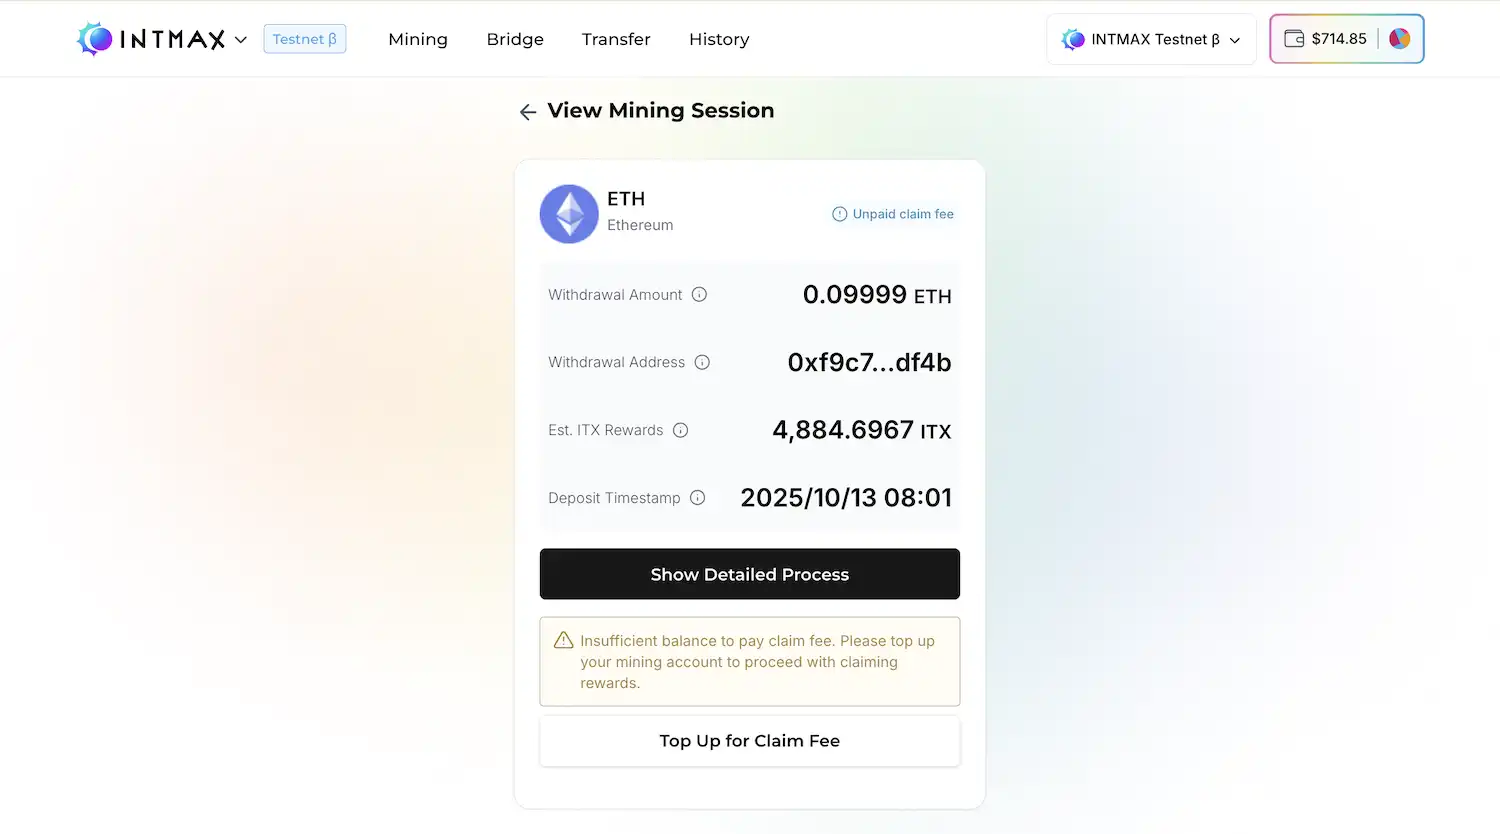 INTMAX
Testnet β
Mining
Bridge
Transfer
History
INTMAX Testnet β
$714.85
View Mining Session
ETH
Ethereum
Unpaid claim fee
Withdrawal Amount
0.09999 ETH
Withdrawal Address
0xf9c7...df4b
Est. ITX Rewards
4,884.6967 ITX
Deposit Timestamp
2025/10/13 08:01
Show Detailed Process
Insufficient balance to pay claim fee. Please top up
your mining account to proceed with claiming
rewards.
Top Up for Claim Fee